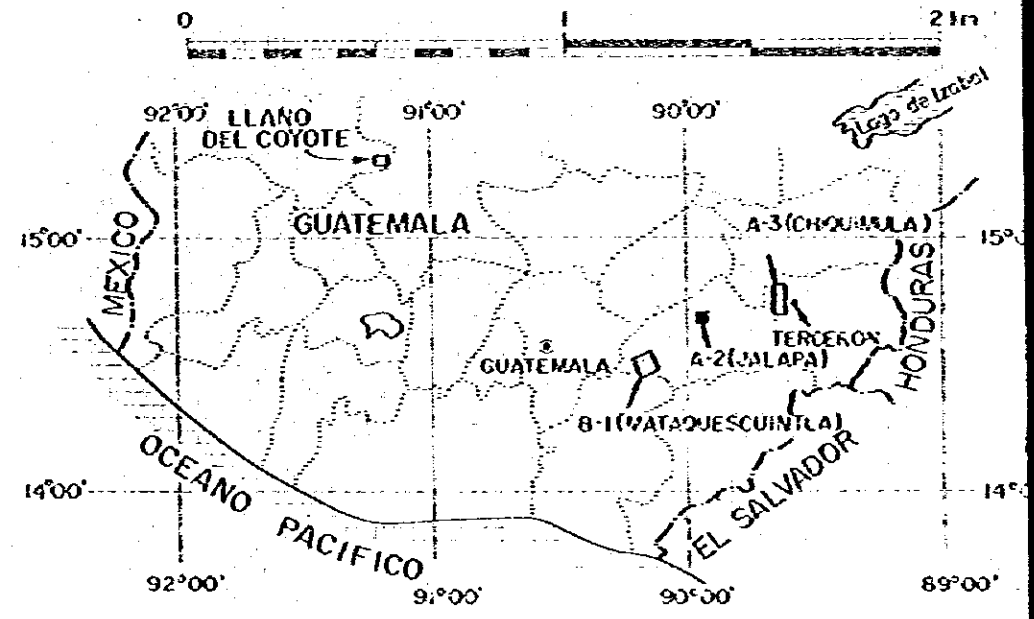 0 1 2
92°00' 91°00' 90°00'
Lago de Izabal
LLANO
DEL COYOTE
GUATEMALA
A-3 (CHIQUIMULA)
15°00'
MEXICO
HONDURAS
TERCERON
GUATEMALA
A-2 (JALAPA)
B-1 (MATAQUESCUINTLA)
14°00'
OCEANO PACIFICO
EL SALVADOR
92°00' 91°00' 90°00' 89°00'